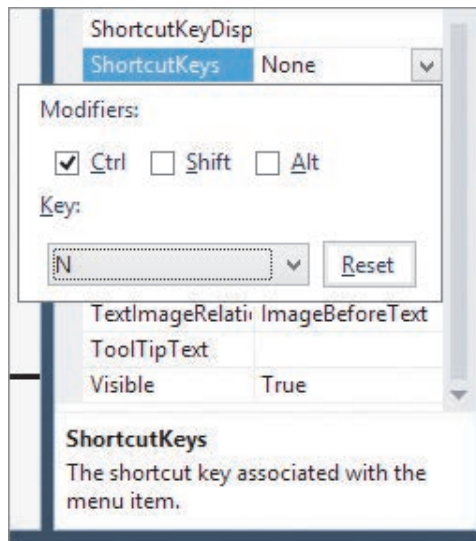 ShortcutKeyDisp
ShortcutKeys None
Modifiers:
Ctrl Shift Alt
Key:
N Reset
TextImageRelati ImageBeforeText
ToolTipText
Visible True
ShortcutKeys
The shortcut key associated with the
menu item.